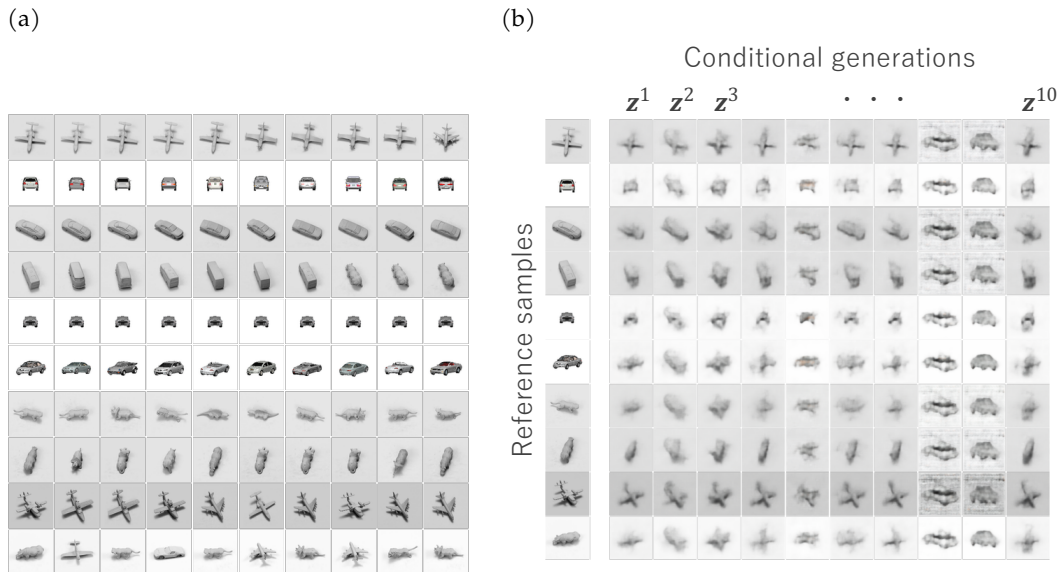 (a)
(b)
Conditional generations
z¹ z² z³ · · · z¹⁰
Reference samples